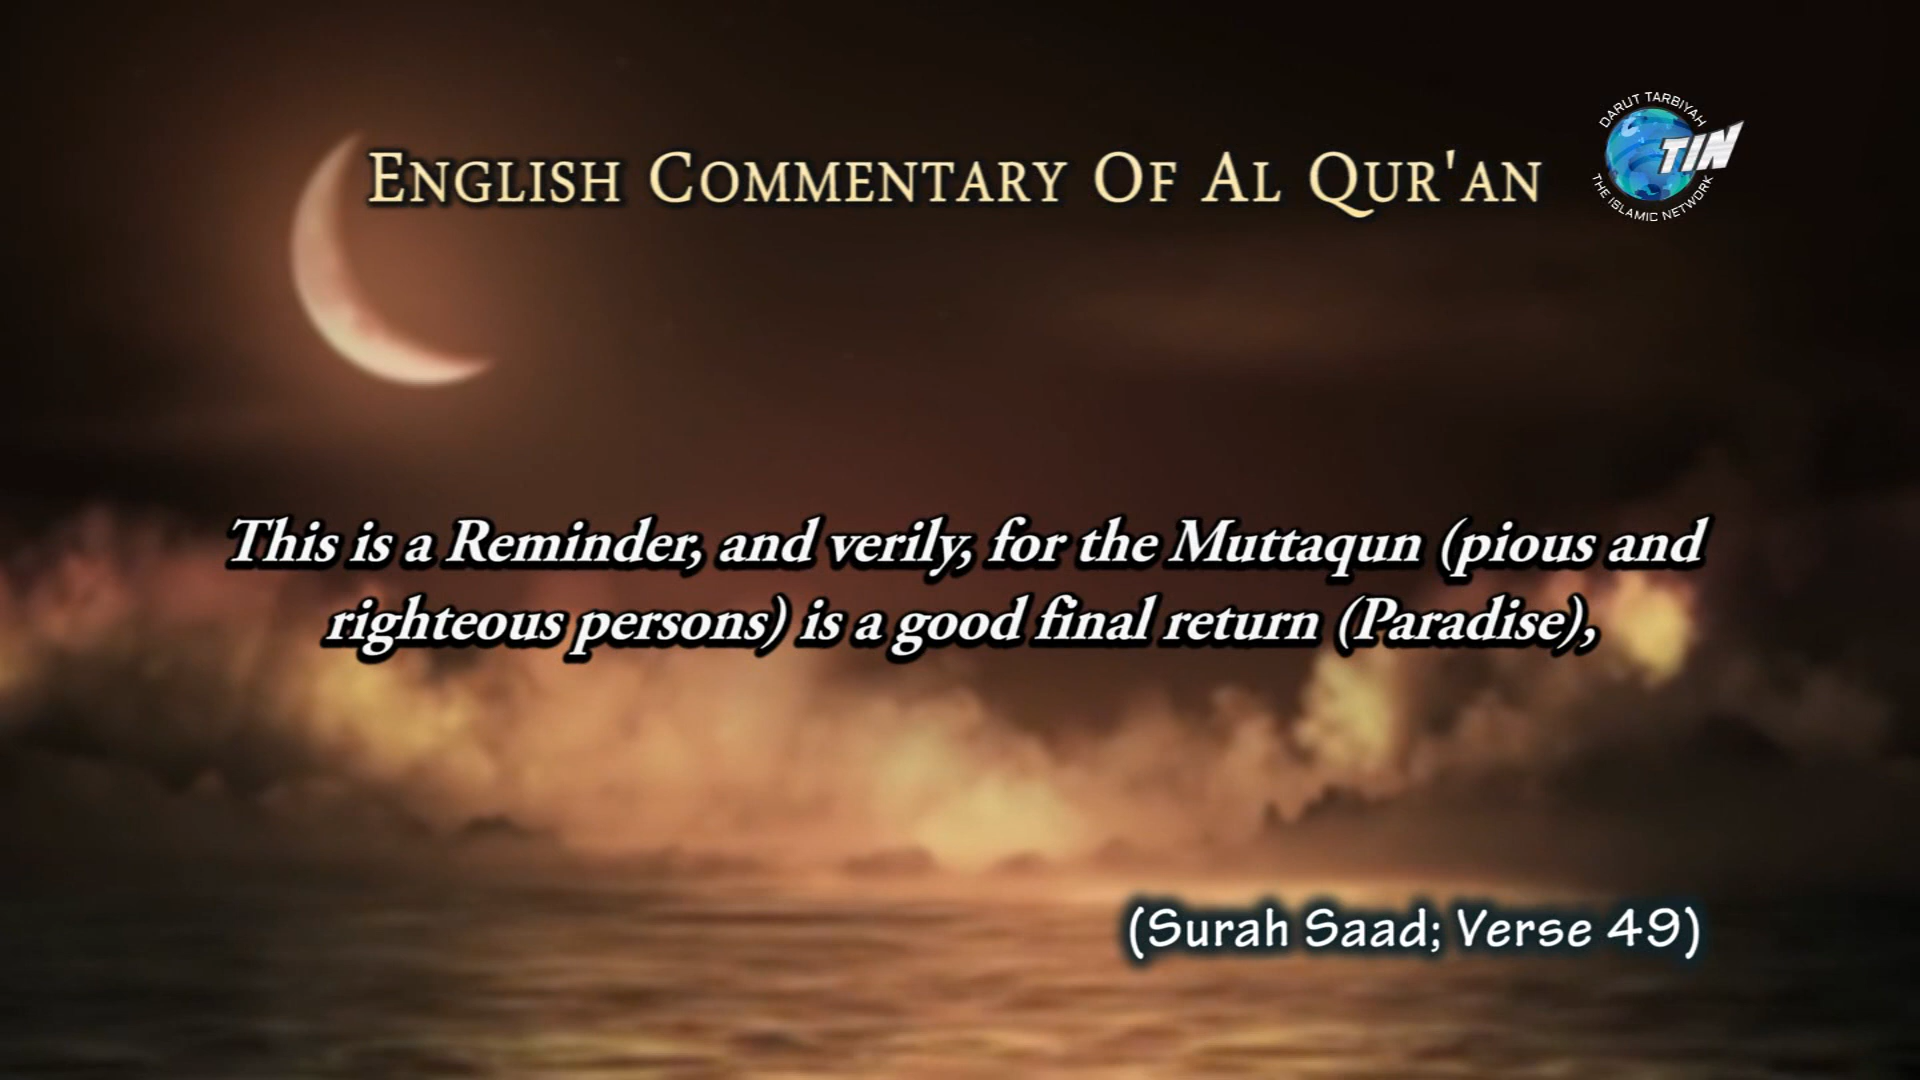 English Commentary Of Al Qur'an
DARUT TARBIYAH
TIN
THE ISLAMIC NETWORK
This is a Reminder, and verily, for the Muttaqun (pious and
righteous persons) is a good final return (Paradise),
(Surah Saad; Verse 49)